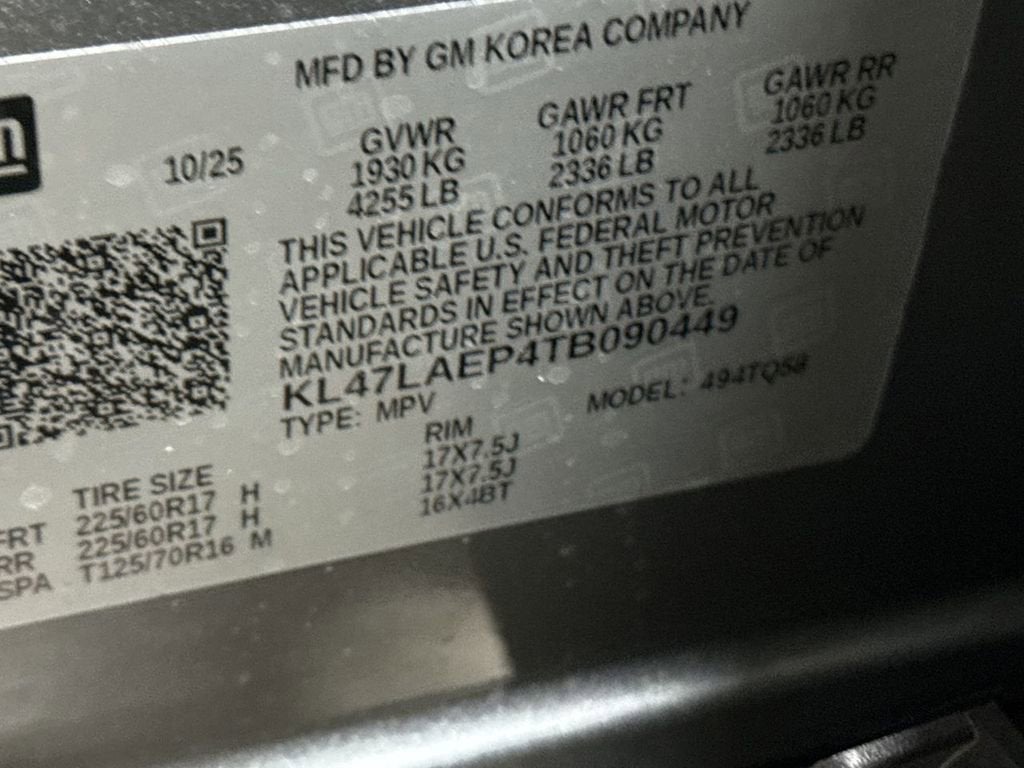 MFD BY GM KOREA COMPANY
10/25
GVWR GAWR FRT GAWR RR
1930 KG 1060 KG 1060 KG
4255 LB 2336 LB 2336 LB
THIS VEHICLE CONFORMS TO ALL
APPLICABLE U.S. FEDERAL MOTOR
VEHICLE SAFETY AND THEFT PREVENTION
STANDARDS IN EFFECT ON THE DATE OF
MANUFACTURE SHOWN ABOVE.
KL47LAEP4TB090449
TYPE: MPV MODEL: 494TQ58
TIRE SIZE RIM
FRT 225/60R17 H 17X7.5J
RR 225/60R17 H 17X7.5J
SPA T125/70R16 M 16X4BT